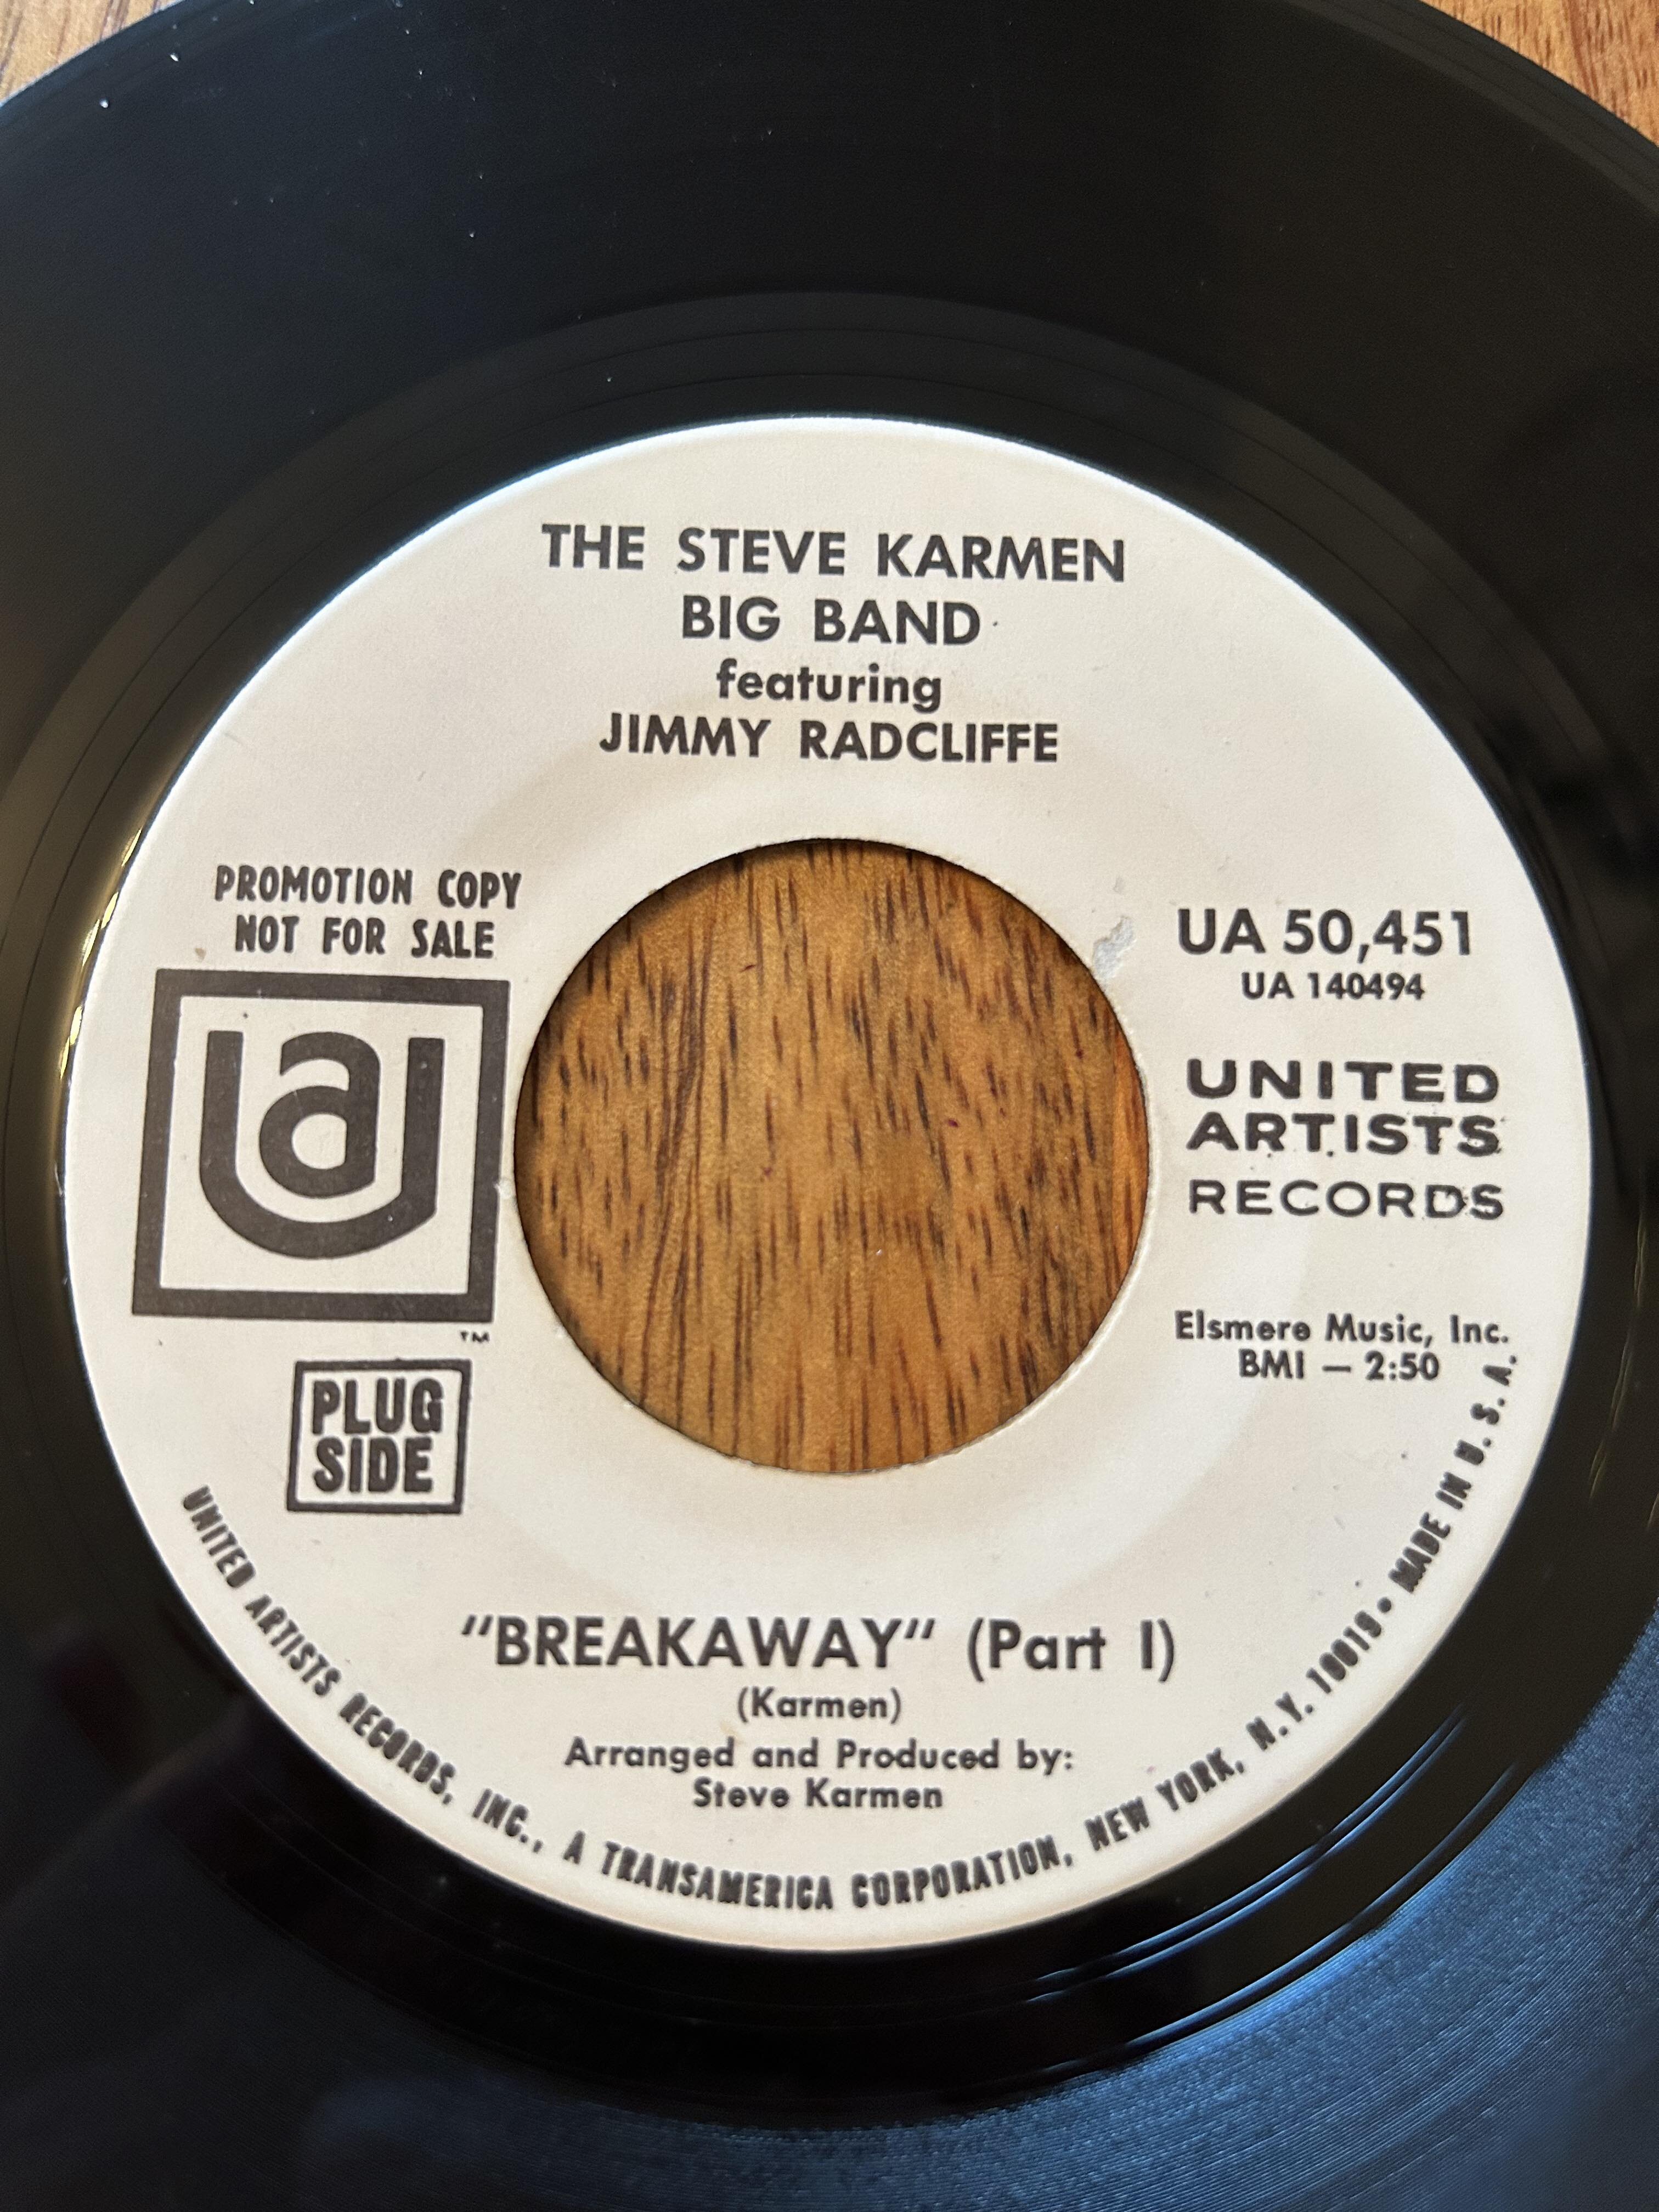 THE STEVE KARMEN
BIG BAND
featuring
JIMMY RADCLIFFE
PROMOTION COPY
NOT FOR SALE
ua
TM
PLUG
SIDE
UA 50,451
UA 140494
UNITED
ARTISTS
RECORDS
Elsmere Music, Inc.
BMI — 2:50
"BREAKAWAY" (Part I)
(Karmen)
Arranged and Produced by:
Steve Karmen
UNITED ARTISTS RECORDS, INC., A TRANSAMERICA CORPORATION, NEW YORK, N.Y. 10019 • MADE IN U.S.A.